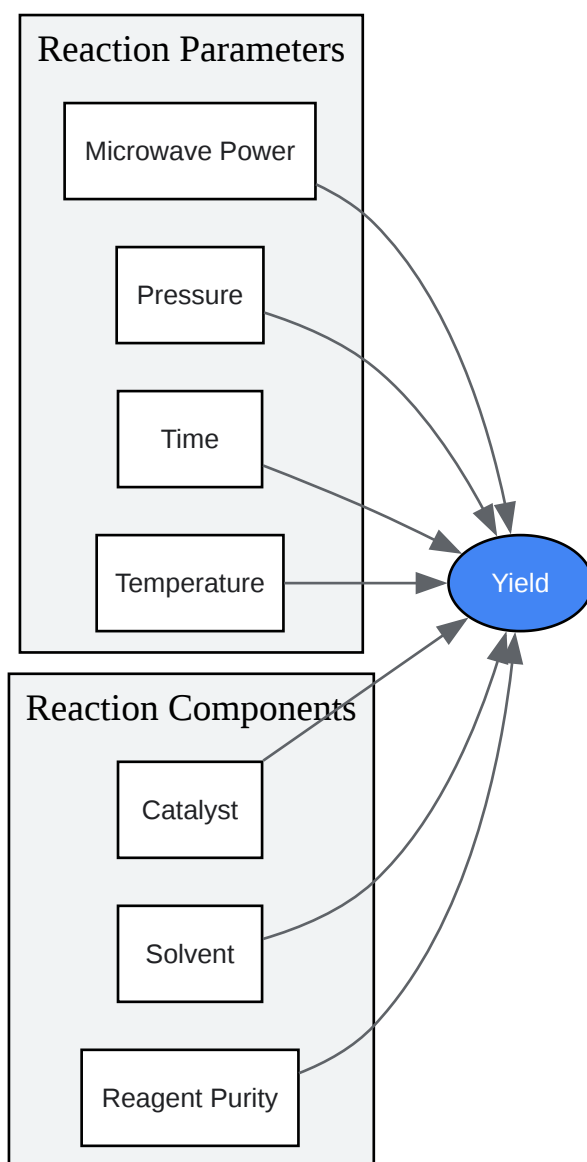 Reaction Parameters
Microwave Power
Pressure
Time
Temperature
Yield
Reaction Components
Catalyst
Solvent
Reagent Purity